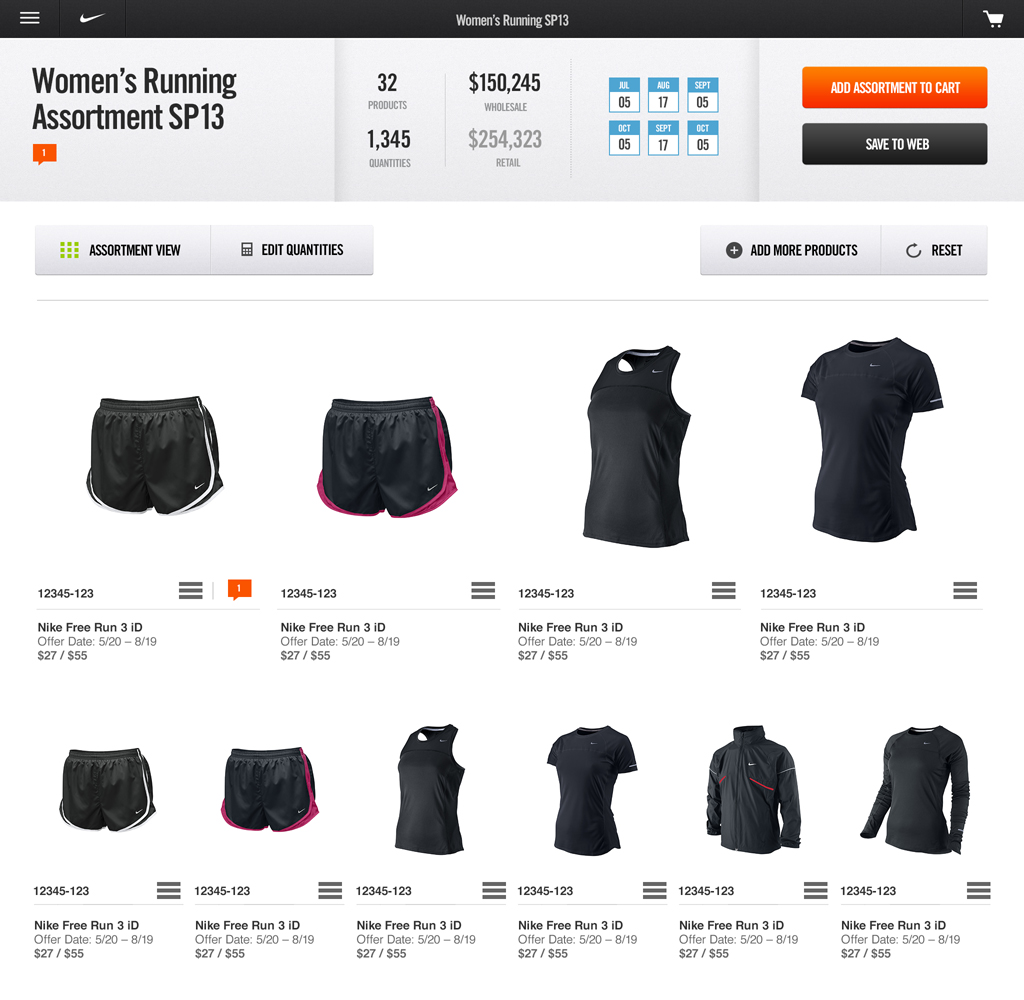 Women's Running SP13
Women's Running
Assortment SP13
1
32
PRODUCTS
1,345
QUANTITIES
$150,245
WHOLESALE
$254,323
RETAIL
JUL
05
AUG
17
SEPT
05
OCT
05
SEPT
17
OCT
05
ADD ASSORTMENT TO CART
SAVE TO WEB
ASSORTMENT VIEW
EDIT QUANTITIES
ADD MORE PRODUCTS
RESET
12345-123
1
Nike Free Run 3 iD
Offer Date: 5/20 – 8/19
$27 / $55
12345-123
Nike Free Run 3 iD
Offer Date: 5/20 – 8/19
$27 / $55
12345-123
Nike Free Run 3 iD
Offer Date: 5/20 – 8/19
$27 / $55
12345-123
Nike Free Run 3 iD
Offer Date: 5/20 – 8/19
$27 / $55
12345-123
Nike Free Run 3 iD
Offer Date: 5/20 – 8/19
$27 / $55
12345-123
Nike Free Run 3 iD
Offer Date: 5/20 – 8/19
$27 / $55
12345-123
Nike Free Run 3 iD
Offer Date: 5/20 – 8/19
$27 / $55
12345-123
Nike Free Run 3 iD
Offer Date: 5/20 – 8/19
$27 / $55
12345-123
Nike Free Run 3 iD
Offer Date: 5/20 – 8/19
$27 / $55
12345-123
Nike Free Run 3 iD
Offer Date: 5/20 – 8/19
$27 / $55